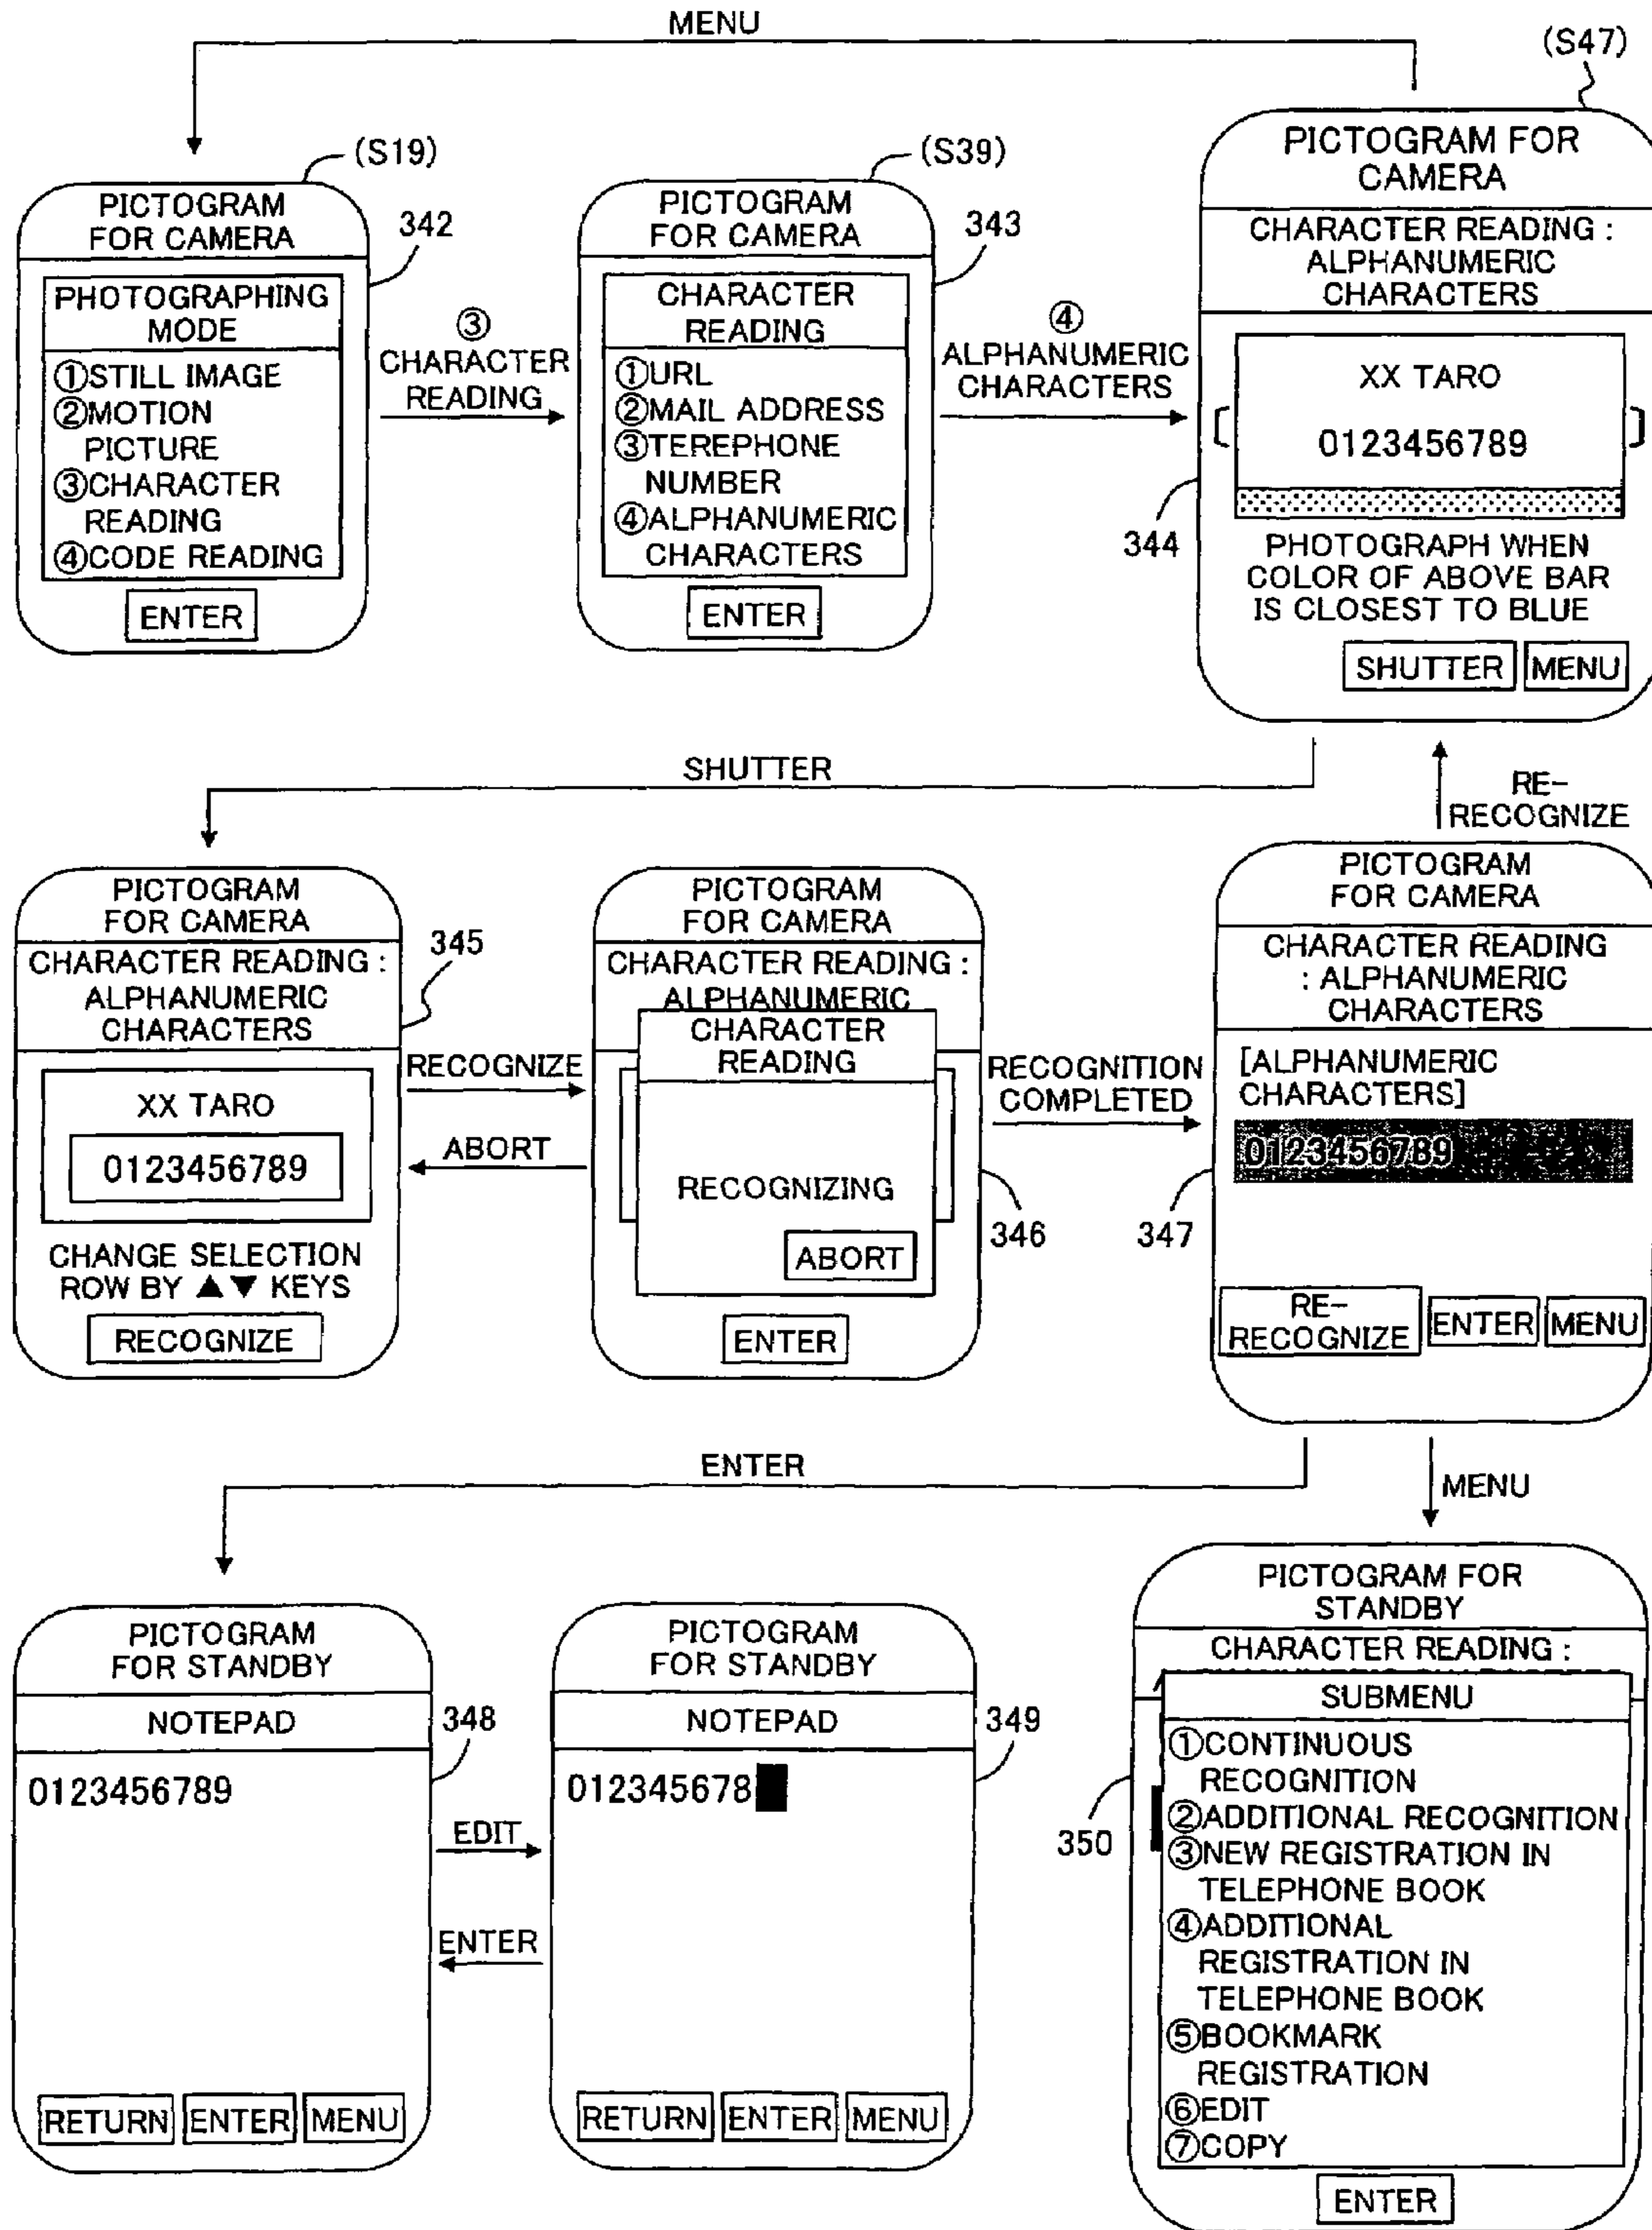 MENU
(S19)
PICTOGRAM
FOR CAMERA
342
PHOTOGRAPHING
MODE
①STILL IMAGE
②MOTION
PICTURE
③CHARACTER
READING
④CODE READING
ENTER
③
CHARACTER
READING
(S39)
PICTOGRAM
FOR CAMERA
343
CHARACTER
READING
①URL
②MAIL ADDRESS
③TEREPHONE
NUMBER
④ALPHANUMERIC
CHARACTERS
ENTER
④
ALPHANUMERIC
CHARACTERS
(S47)
PICTOGRAM FOR
CAMERA
CHARACTER READING :
ALPHANUMERIC
CHARACTERS
XX TARO
0123456789
344
PHOTOGRAPH WHEN
COLOR OF ABOVE BAR
IS CLOSEST TO BLUE
SHUTTER MENU
SHUTTER
RE-
RECOGNIZE
PICTOGRAM
FOR CAMERA
CHARACTER READING :
ALPHANUMERIC
CHARACTERS
345
XX TARO
0123456789
CHANGE SELECTION
ROW BY ▲▼ KEYS
RECOGNIZE
RECOGNIZE
ABORT
PICTOGRAM
FOR CAMERA
CHARACTER READING :
ALPHANUMERIC
CHARACTER
READING
RECOGNIZING
ABORT
ENTER
346
RECOGNITION
COMPLETED
PICTOGRAM
FOR CAMERA
CHARACTER READING
: ALPHANUMERIC
CHARACTERS
[ALPHANUMERIC
CHARACTERS]
0123456789
347
RE-
RECOGNIZE ENTER MENU
ENTER
MENU
PICTOGRAM
FOR STANDBY
NOTEPAD
348
0123456789
RETURN ENTER MENU
EDIT
ENTER
PICTOGRAM
FOR STANDBY
NOTEPAD
349
012345678
RETURN ENTER MENU
PICTOGRAM FOR
STANDBY
CHARACTER READING :
SUBMENU
350
①CONTINUOUS
RECOGNITION
②ADDITIONAL RECOGNITION
③NEW REGISTRATION IN
TELEPHONE BOOK
④ADDITIONAL
REGISTRATION IN
TELEPHONE BOOK
⑤BOOKMARK
REGISTRATION
⑥EDIT
⑦COPY
ENTER